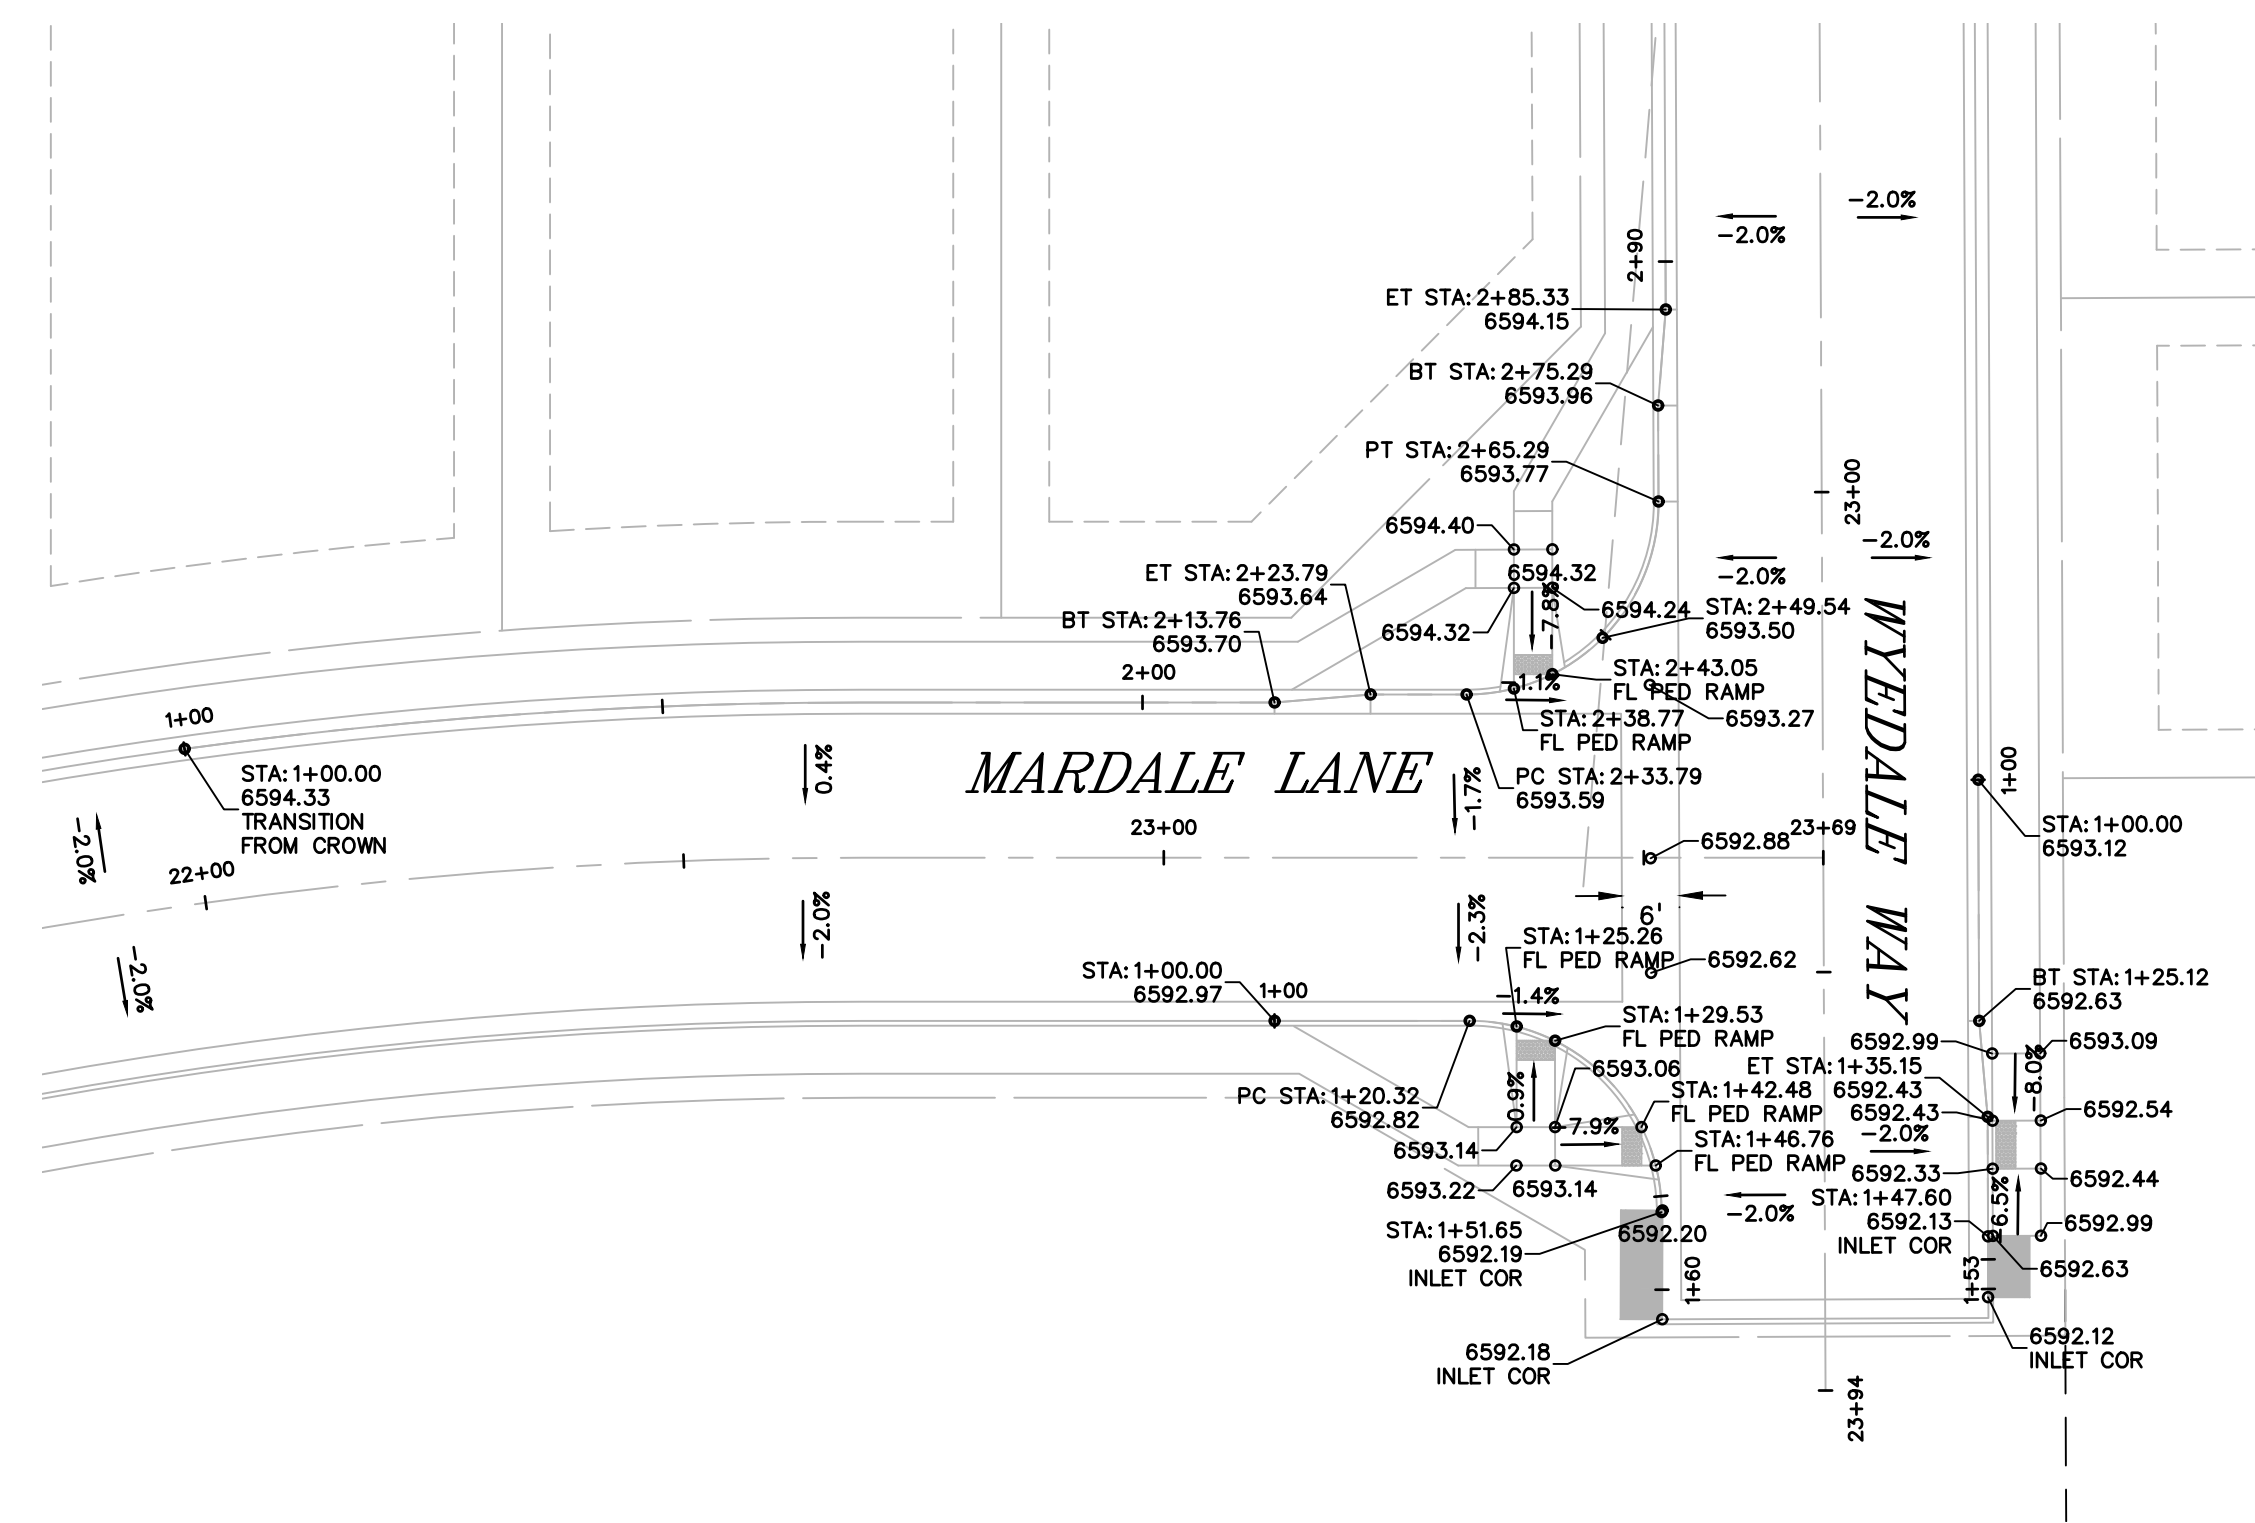 -2.0%
-2.0%
2+90
ET STA:2+85.33
6594.15
BT STA:2+75.29
6593.96
PT STA:2+65.29
6593.77
23+00
6594.40
-2.0%
-2.0%
ET STA:2+23.79
6593.64
6594.32
-7.8%
6594.24
STA:2+49.54
6593.50
BT STA:2+13.76
6593.70
6594.32
2+00
STA:2+43.05
FL PED RAMP
-1.1%
6593.27
STA:2+38.77
FL PED RAMP
1+00
STA:1+00.00
6594.33
TRANSITION
FROM CROWN
0.4%
MARDALE LANE
-1.7%
PC STA:2+33.79
6593.59
WYEDALE WAY
1+00
STA:1+00.00
6593.12
-2.0%
22+00
23+00
6592.88
23+69
6'
-2.0%
-2.0%
-2.3%
STA:1+25.26
FL PED RAMP
6592.62
STA:1+00.00
6592.97
1+00
-1.4%
STA:1+29.53
FL PED RAMP
BT STA:1+25.12
6592.63
6592.99
6593.09
-8.0%
ET STA:1+35.15
6592.43
6592.43
6592.54
6593.06
PC STA:1+20.32
6592.82
0.9%
STA:1+42.48
FL PED RAMP
-7.9%
6593.14
STA:1+46.76
FL PED RAMP
-2.0%
6592.33
6592.44
6593.22
6593.14
-6.5%
STA:1+47.60
6592.13
INLET COR
-2.0%
6592.99
STA:1+51.65
6592.19
INLET COR
6592.20
6592.63
1+60
1+53
6592.18
INLET COR
6592.12
INLET COR
23+94